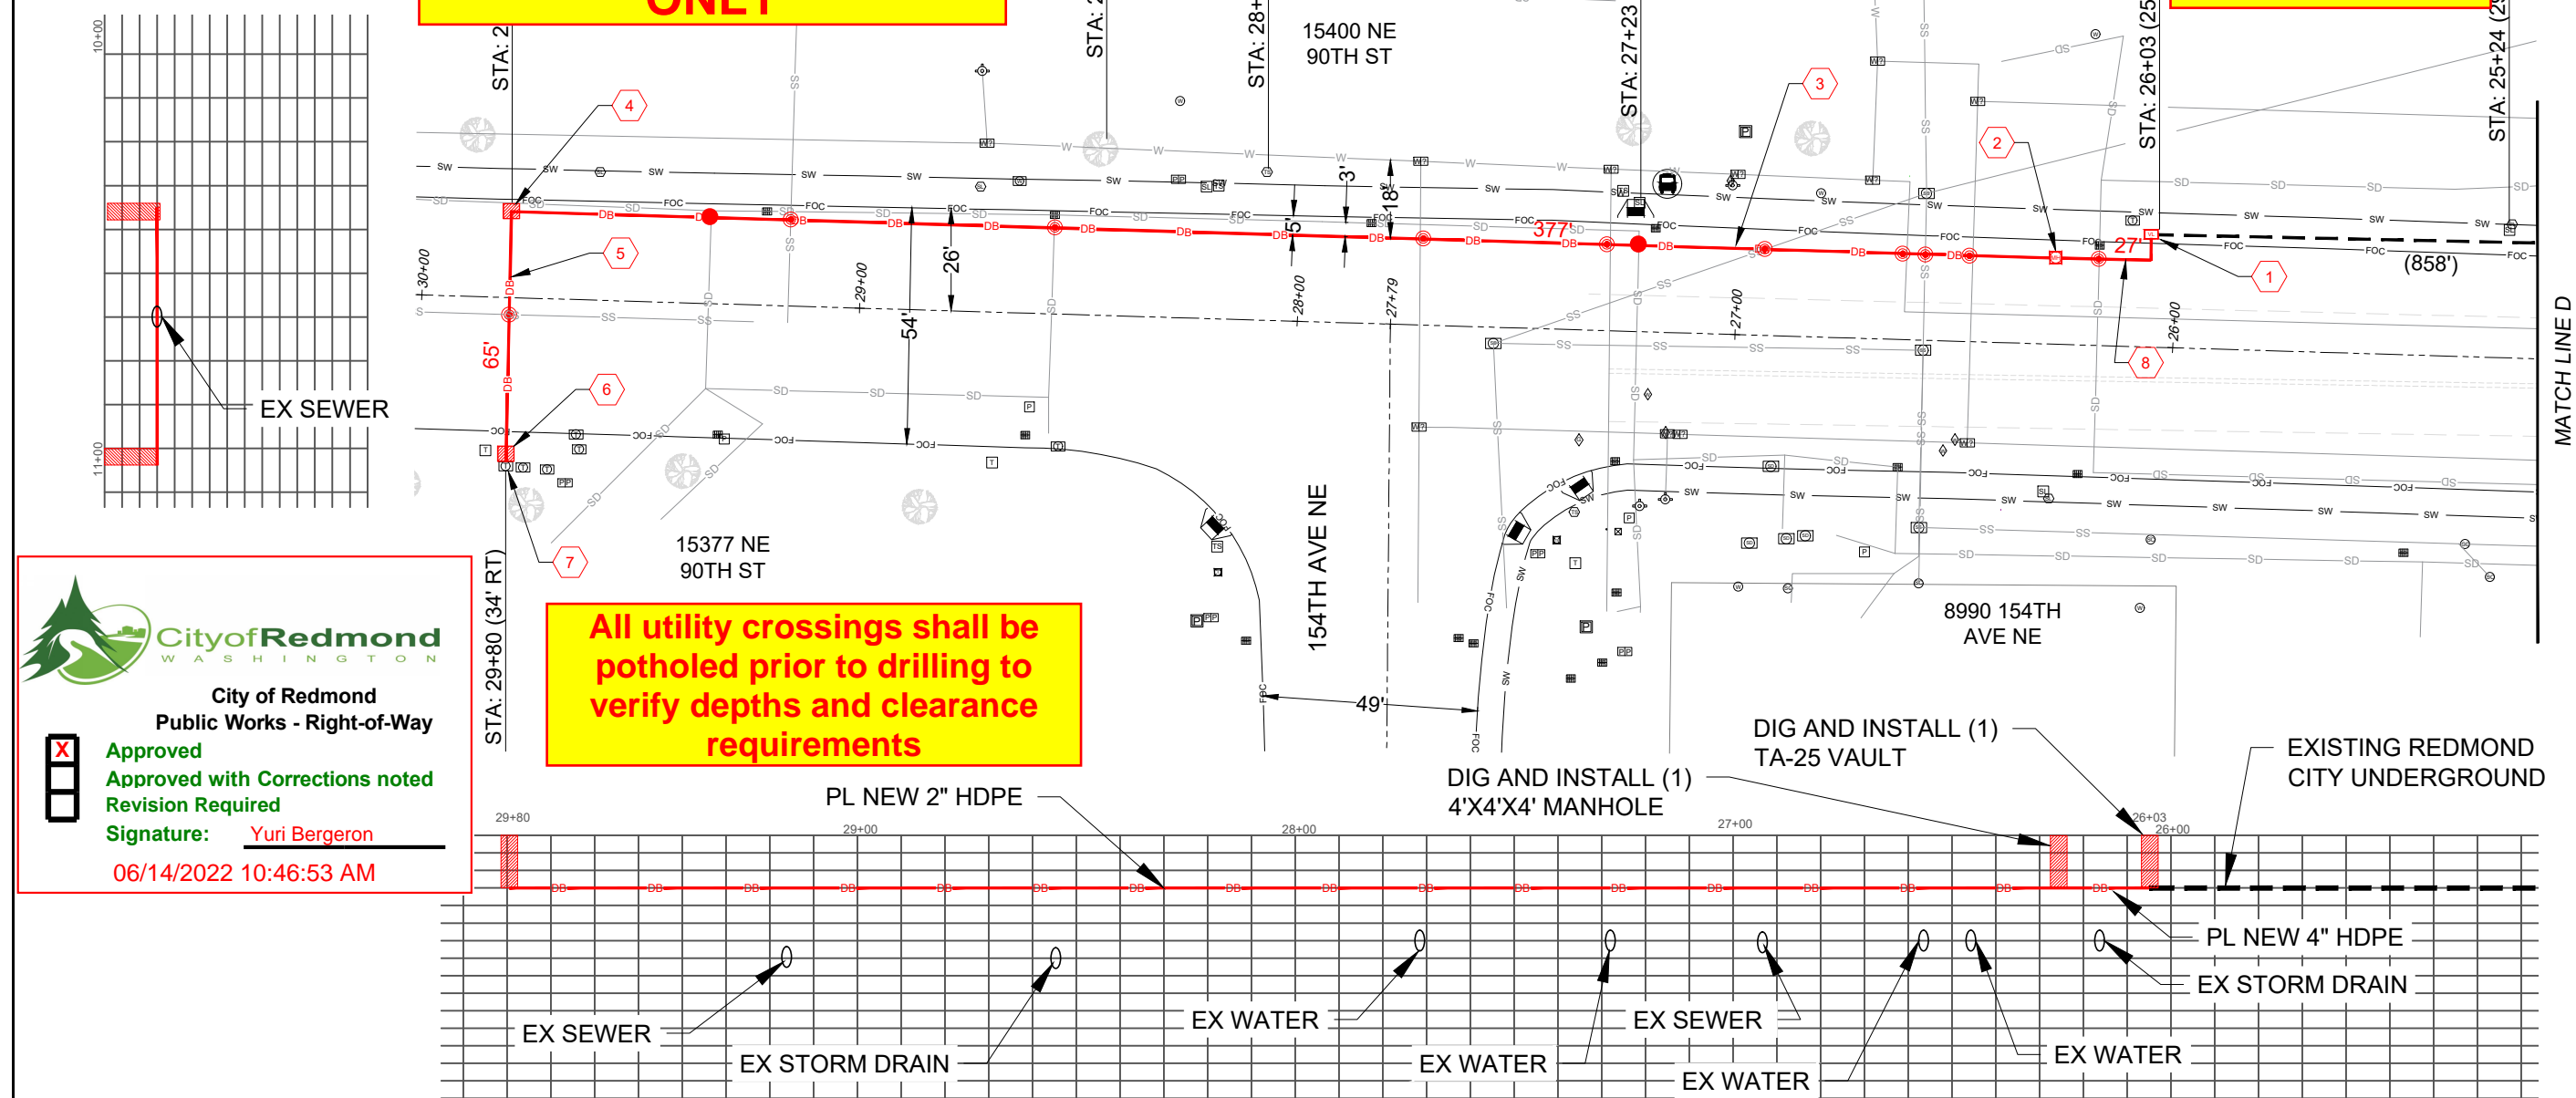 ONLY
10+00
11+00
EX SEWER
STA: 28+
15400 NE
90TH ST
STA: 27+23
STA: 26+03 (25
STA: 25+24 (25
MATCH LINE D
1
2
3
4
5
6
7
8
377'
27'
(858')
65'
3'
18'
5'
26'
54'
49'
30+00
29+00
28+00
27+79
27+00
26+00
15377 NE
90TH ST
154TH AVE NE
8990 154TH
AVE NE
STA: 29+80 (34' RT)
All utility crossings shall be
potholed prior to drilling to
verify depths and clearance
requirements
CityofRedmond
WASHINGTON
City of Redmond
Public Works - Right-of-Way
X Approved
Approved with Corrections noted
Revision Required
Signature: Yuri Bergeron
06/14/2022 10:46:53 AM
PL NEW 2" HDPE
DIG AND INSTALL (1)
4'X4'X4' MANHOLE
DIG AND INSTALL (1)
TA-25 VAULT
EXISTING REDMOND
CITY UNDERGROUND
29+80
29+00
28+00
27+00
26+03
26+00
PL NEW 4" HDPE
EX STORM DRAIN
EX SEWER
EX STORM DRAIN
EX WATER
EX WATER
EX SEWER
EX WATER
EX WATER